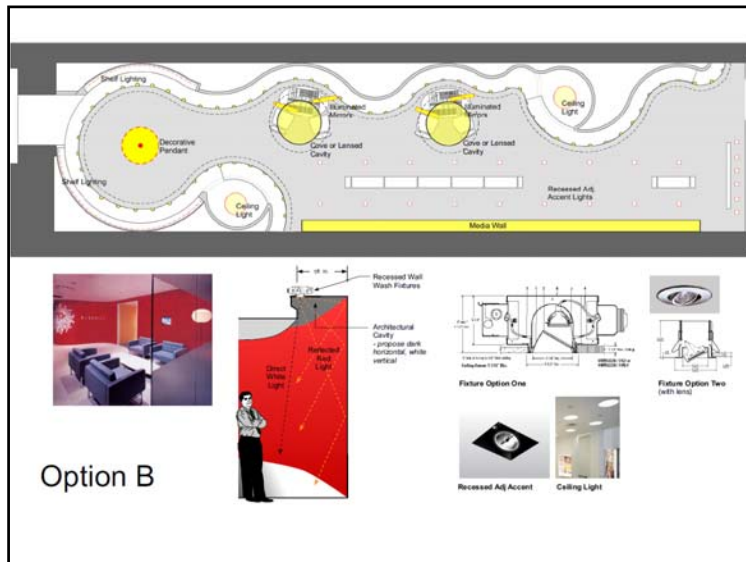 Shelf Lighting
Illuminated
Mirrors
Illuminated
Mirrors
Ceiling
Light
Decorative
Pendant
Cove or Lensed
Cavity
Cove or Lensed
Cavity
Shelf Lighting
Ceiling
Light
Recessed Adj.
Accent Lights
Media Wall
Recessed Wall
Wash Fixtures
Architectural
Cavity
- propose dark
horizontal, white
vertical
Reflected
Red
Light
Direct
White
Light
Fixture Option One
Fixture Option Two
(with lens)
Option B
Recessed Adj Accent
Ceiling Light